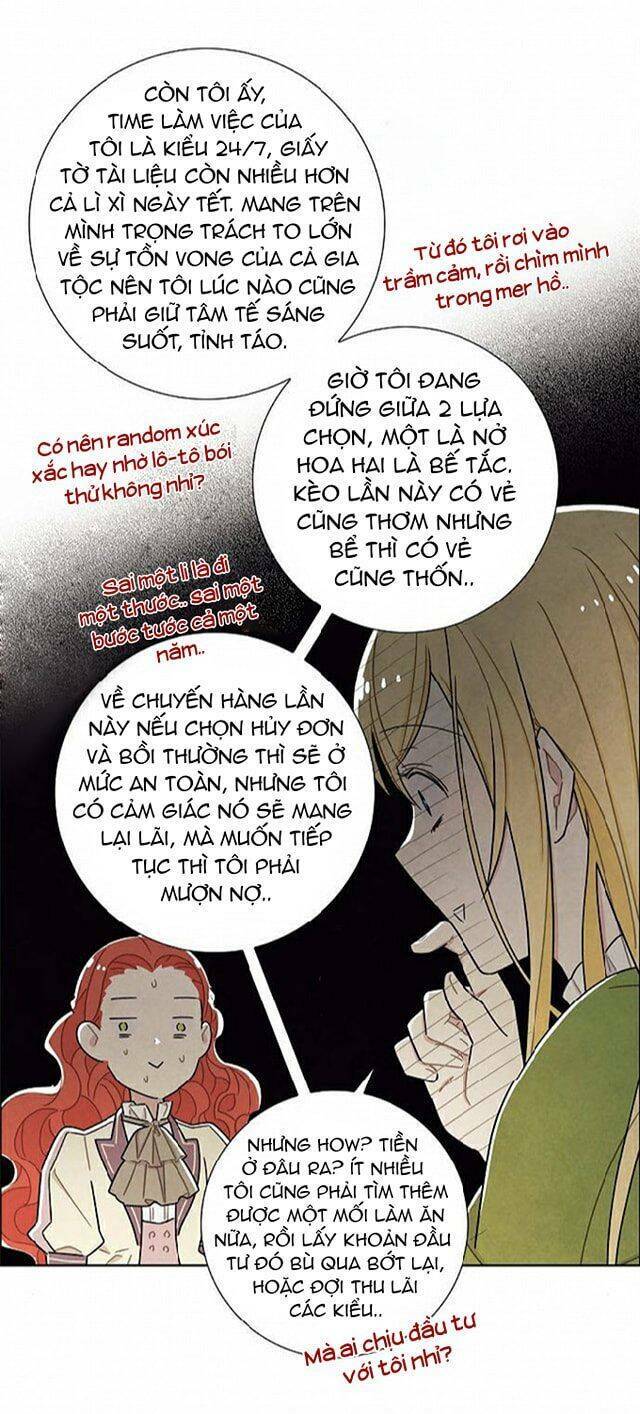 CÒN TÔI ẤY,
TIME LÀM VIỆC CỦA
TÔI LÀ KIỂU 24/7, GIẤY
TỜ TÀI LIỆU CÒN NHIỀU HƠN
CẢ LÌ XÌ NGÀY TẾT. MANG TRÊN
MÌNH TRỌNG TRÁCH TO LỚN
VỀ SỰ TỒN VONG CỦA CẢ GIA
TỘC NÊN TÔI LÚC NÀO CŨNG
PHẢI GIỮ TÂM TẾ SÁNG
SUỐT, TỈNH TÁO.
Từ đó tôi rơi vào
trầm cảm, rồi chìm mình
trong mer hồ..
GIỜ TÔI ĐANG
ĐỨNG GIỮA 2 LỰA
CHỌN, MỘT LÀ NỞ
HOA HAI LÀ BẾ TẮC.
KÈO LẦN NÀY CÓ VẺ
CŨNG THƠM NHƯNG
BỂ THÌ CÓ VẺ
CŨNG THỐN..
Có nên random xúc
xắc hay nhờ lô-tô bói
thử không nhỉ?
Sai một li là đi
một thước.. sai một
bước tước cả một
năm..
VỀ CHUYẾN HÀNG LẦN
NÀY NẾU CHỌN HỦY ĐƠN
VÀ BỒI THƯỜNG THÌ SẼ Ở
MỨC AN TOÀN, NHƯNG TÔI
CÓ CẢM GIÁC NÓ SẼ MANG
LẠI LÃI, MÀ MUỐN TIẾP
TỤC THÌ TÔI PHẢI
MƯỢN NỢ..
NHƯNG HOW? TIỀN
Ở ĐÂU RA? ÍT NHIỀU
TÔI CŨNG PHẢI TÌM THÊM
ĐƯỢC MỘT MỐI LÀM ĂN
NỮA, RỒI LẤY KHOẢN ĐẦU
TƯ ĐÓ BÙ QUA BỚT LẠI,
HOẶC ĐỢI THU LÃI
CÁC KIỂU..
Mà ai chịu đầu tư
với tôi nhỉ?